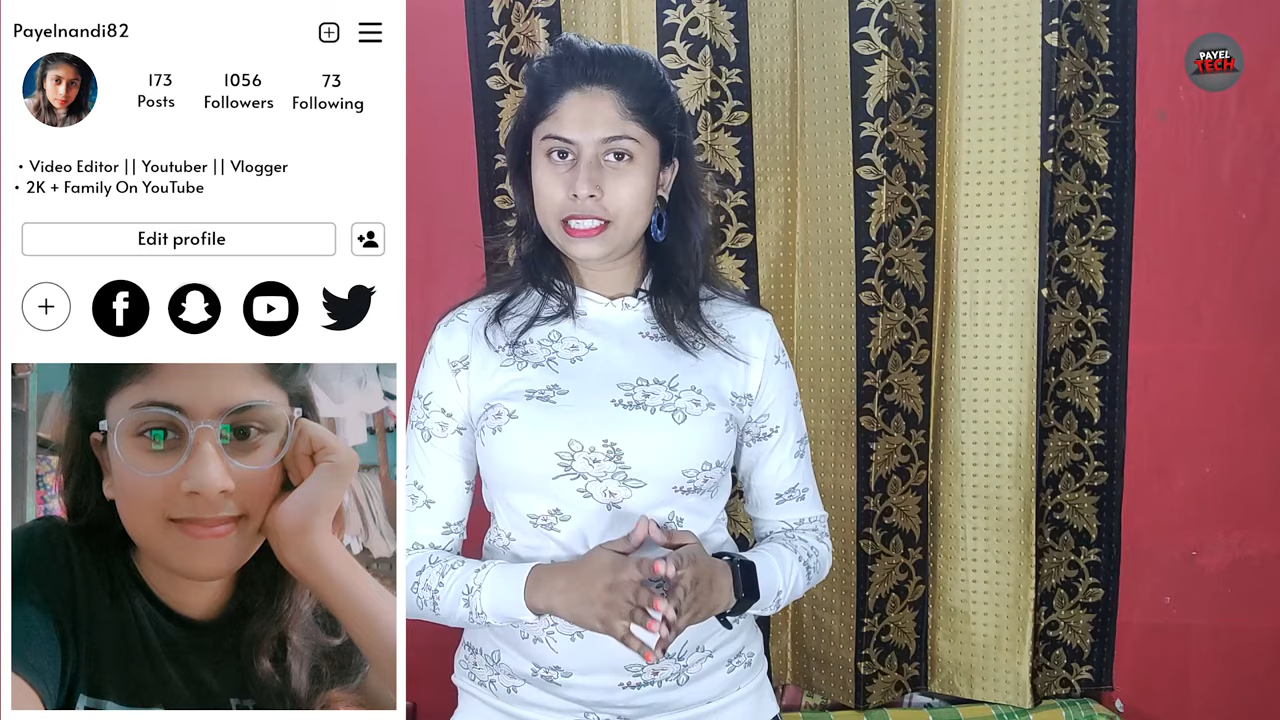 Payelnandi82
173 1056 73
Posts Followers Following
• Video Editor || Youtuber || Vlogger
• 2K + Family On YouTube
Edit profile
PAYEL
TECH